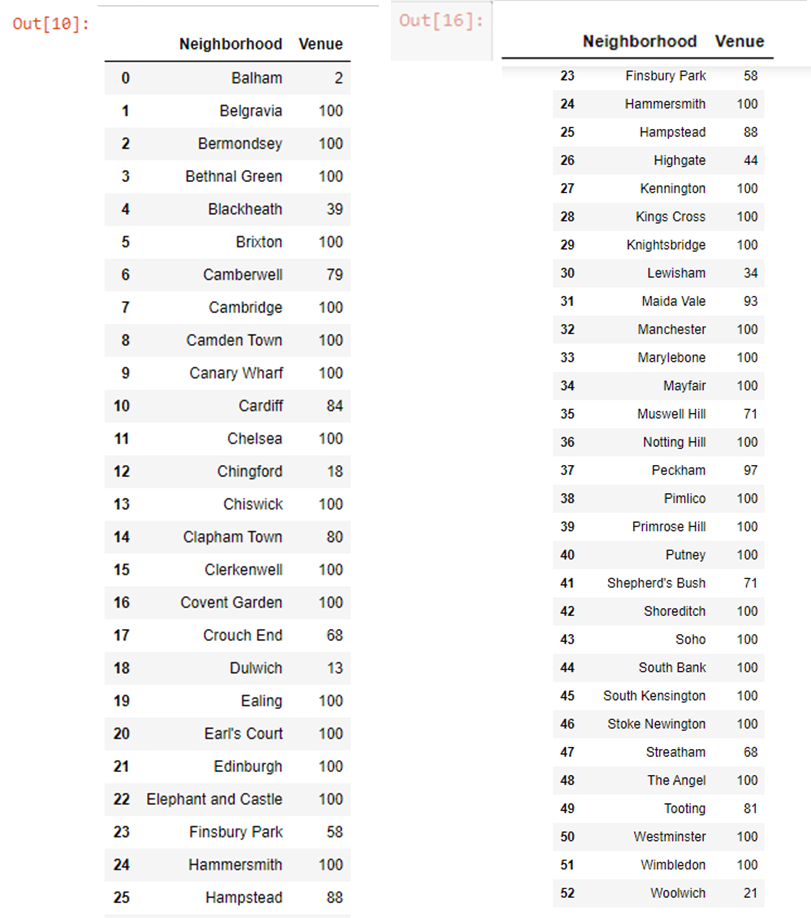 Out[10]:
Neighborhood Venue
0 Balham 2
1 Belgravia 100
2 Bermondsey 100
3 Bethnal Green 100
4 Blackheath 39
5 Brixton 100
6 Camberwell 79
7 Cambridge 100
8 Camden Town 100
9 Canary Wharf 100
10 Cardiff 84
11 Chelsea 100
12 Chingford 18
13 Chiswick 100
14 Clapham Town 80
15 Clerkenwell 100
16 Covent Garden 100
17 Crouch End 68
18 Dulwich 13
19 Ealing 100
20 Earl's Court 100
21 Edinburgh 100
22 Elephant and Castle 100
23 Finsbury Park 58
24 Hammersmith 100
25 Hampstead 88
Out[16]:
Neighborhood Venue
23 Finsbury Park 58
24 Hammersmith 100
25 Hampstead 88
26 Highgate 44
27 Kennington 100
28 Kings Cross 100
29 Knightsbridge 100
30 Lewisham 34
31 Maida Vale 93
32 Manchester 100
33 Marylebone 100
34 Mayfair 100
35 Muswell Hill 71
36 Notting Hill 100
37 Peckham 97
38 Pimlico 100
39 Primrose Hill 100
40 Putney 100
41 Shepherd's Bush 71
42 Shoreditch 100
43 Soho 100
44 South Bank 100
45 South Kensington 100
46 Stoke Newington 100
47 Streatham 68
48 The Angel 100
49 Tooting 81
50 Westminster 100
51 Wimbledon 100
52 Woolwich 21